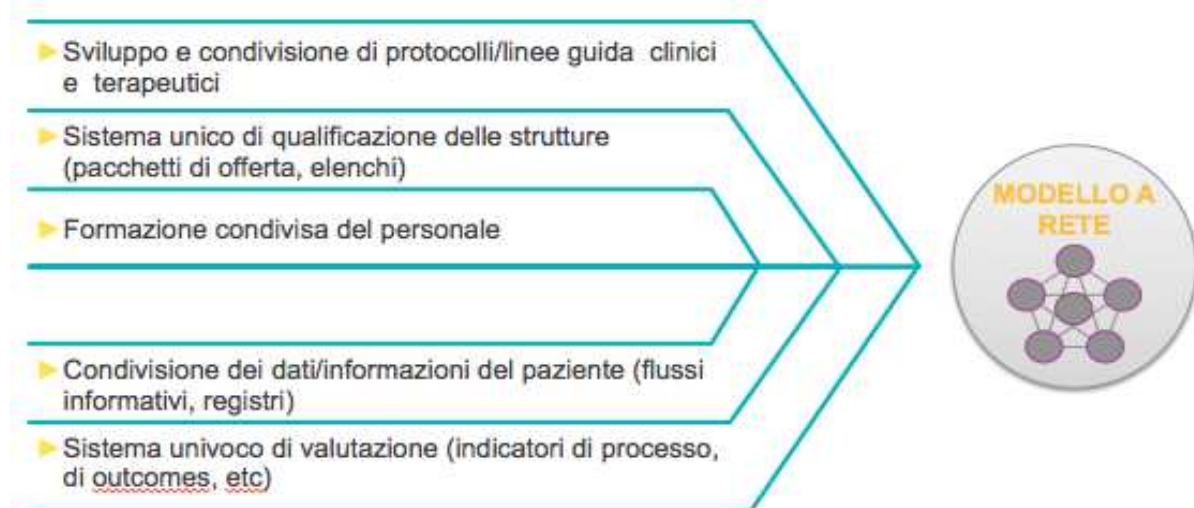 Sviluppo e condivisione di protocolli/linee guida clinici
e terapeutici
Sistema unico di qualificazione delle strutture
(pacchetti di offerta, elenchi)
Formazione condivisa del personale
Condivisione dei dati/informazioni del paziente (flussi
informativi, registri)
Sistema univoco di valutazione (indicatori di processo,
di outcomes, etc)
MODELLO A
RETE